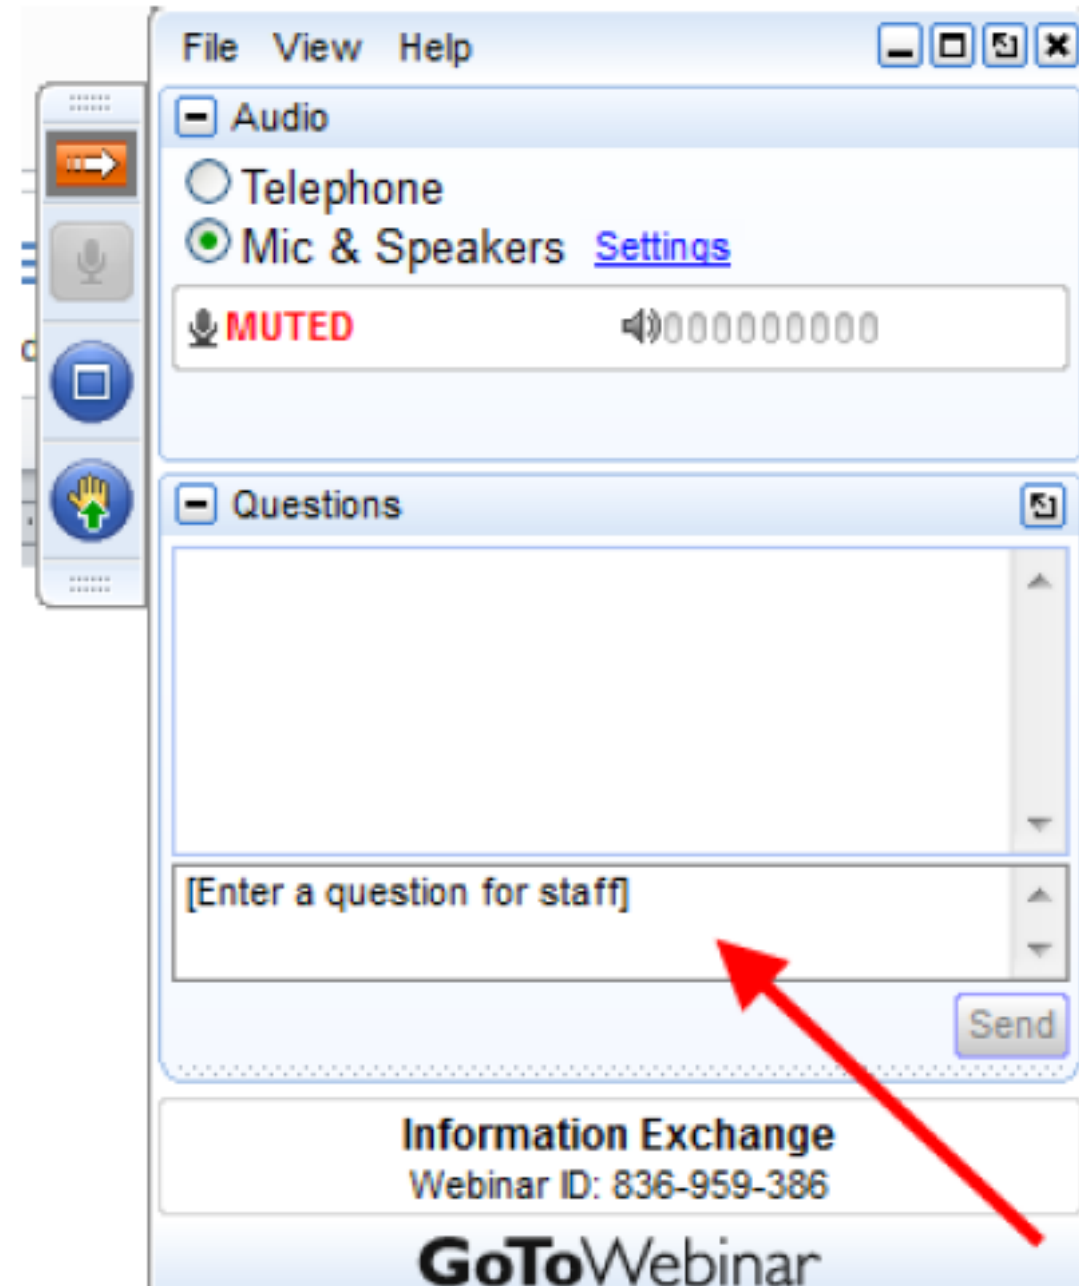 File View Help
Audio
Telephone
Mic & Speakers Settings
MUTED
Questions
[Enter a question for staff]
Send
Information Exchange
Webinar ID: 836-959-386
GoToWebinar